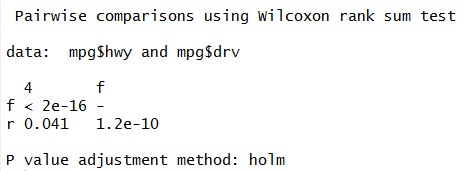 Pairwise comparisons using Wilcoxon rank sum test
data:  mpg$hwy and mpg$drv
  4       f
f < 2e-16 -
r 0.041   1.2e-10
P value adjustment method: holm